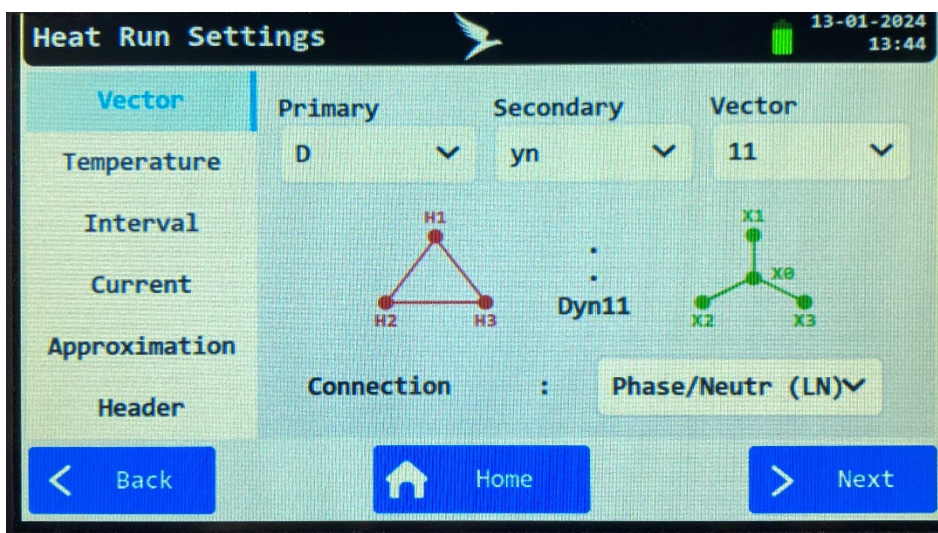 Heat Run Settings
13-01-2024
13:44
Vector
Temperature
Interval
Current
Approximation
Header
Primary
Secondary
Vector
D
yn
11
H1
H2
H3
:
Dyn11
X1
X0
X2
X3
Connection : Phase/Neutr (LN)
Back
Home
Next